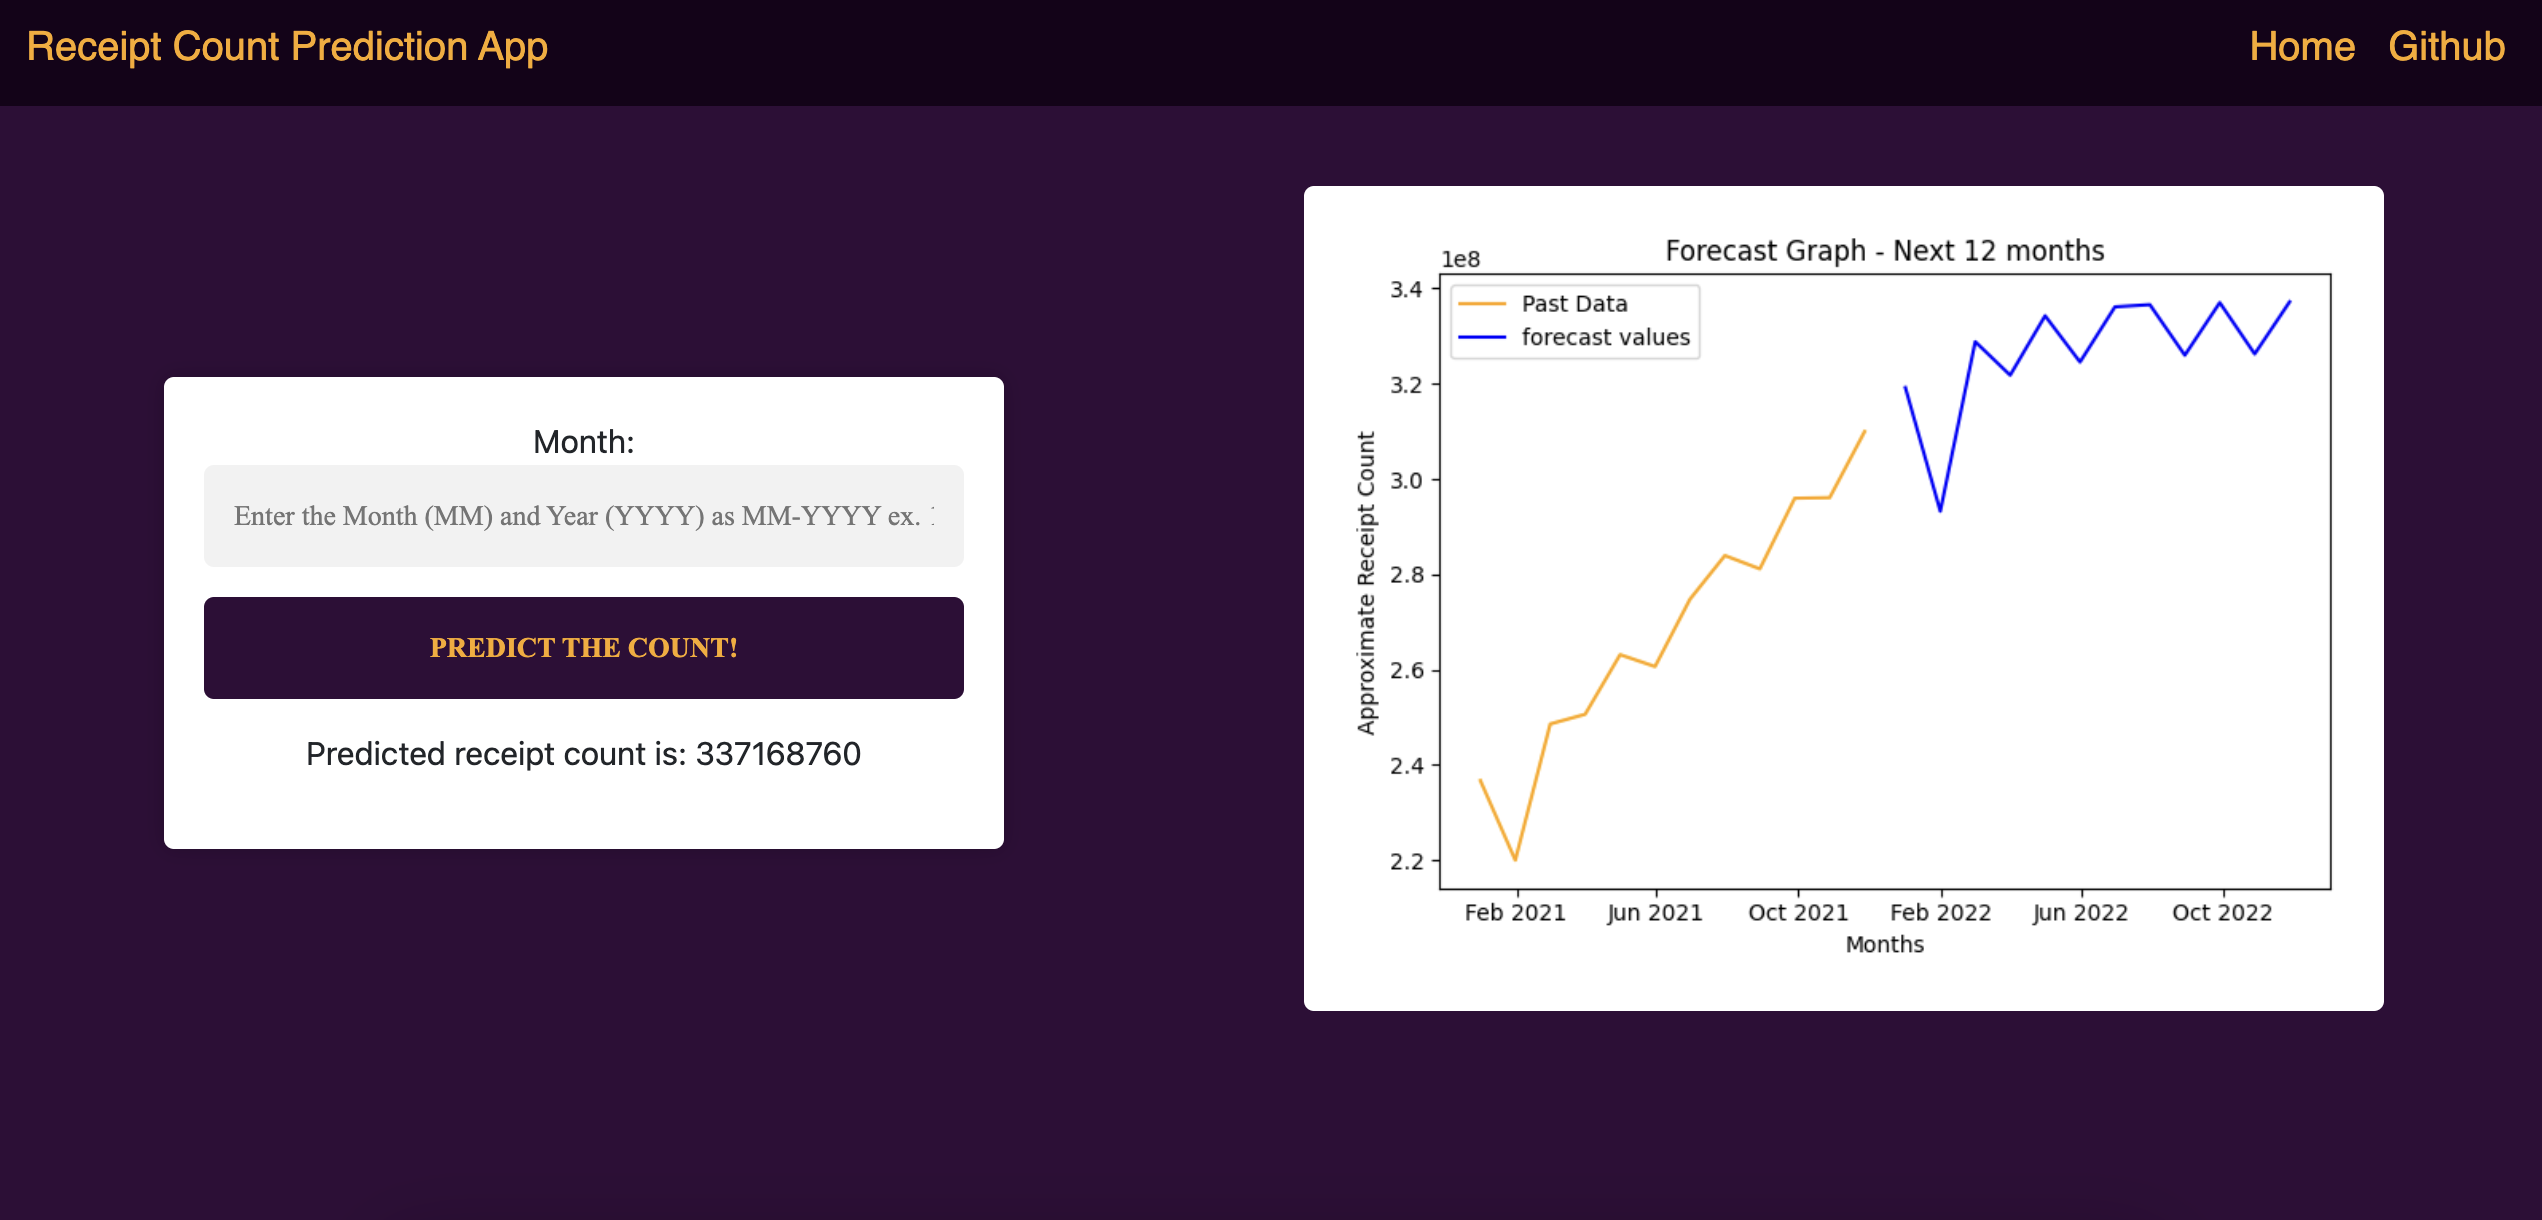 Receipt Count Prediction App
Home Github
Month:
Enter the Month (MM) and Year (YYYY) as MM-YYYY ex.
PREDICT THE COUNT!
Predicted receipt count is: 337168760
Forecast Graph - Next 12 months
1e8
Past Data
forecast values
3.4
3.2
3.0
2.8
2.6
2.4
2.2
Approximate Receipt Count
Feb 2021 Jun 2021 Oct 2021 Feb 2022 Jun 2022 Oct 2022
Months